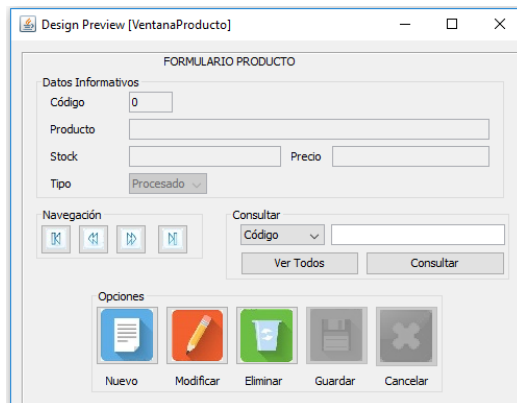 Design Preview [VentanaProducto]
FORMULARIO PRODUCTO
Datos Informativos
Código 0
Producto
Stock Precio
Tipo Procesado
Navegación Consultar
Código
Ver Todos Consultar
Opciones
Nuevo Modificar Eliminar Guardar Cancelar